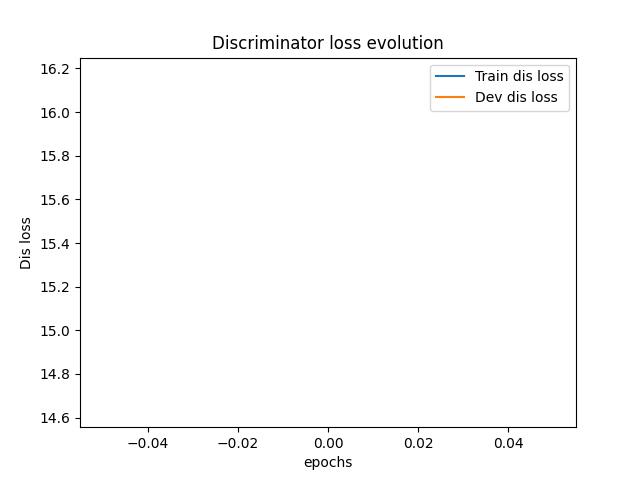 Discriminator loss evolution
Train dis loss
Dev dis loss
16.2
16.0
15.8
15.6
15.4
15.2
15.0
14.8
14.6
Dis loss
−0.04
−0.02
0.00
0.02
0.04
epochs